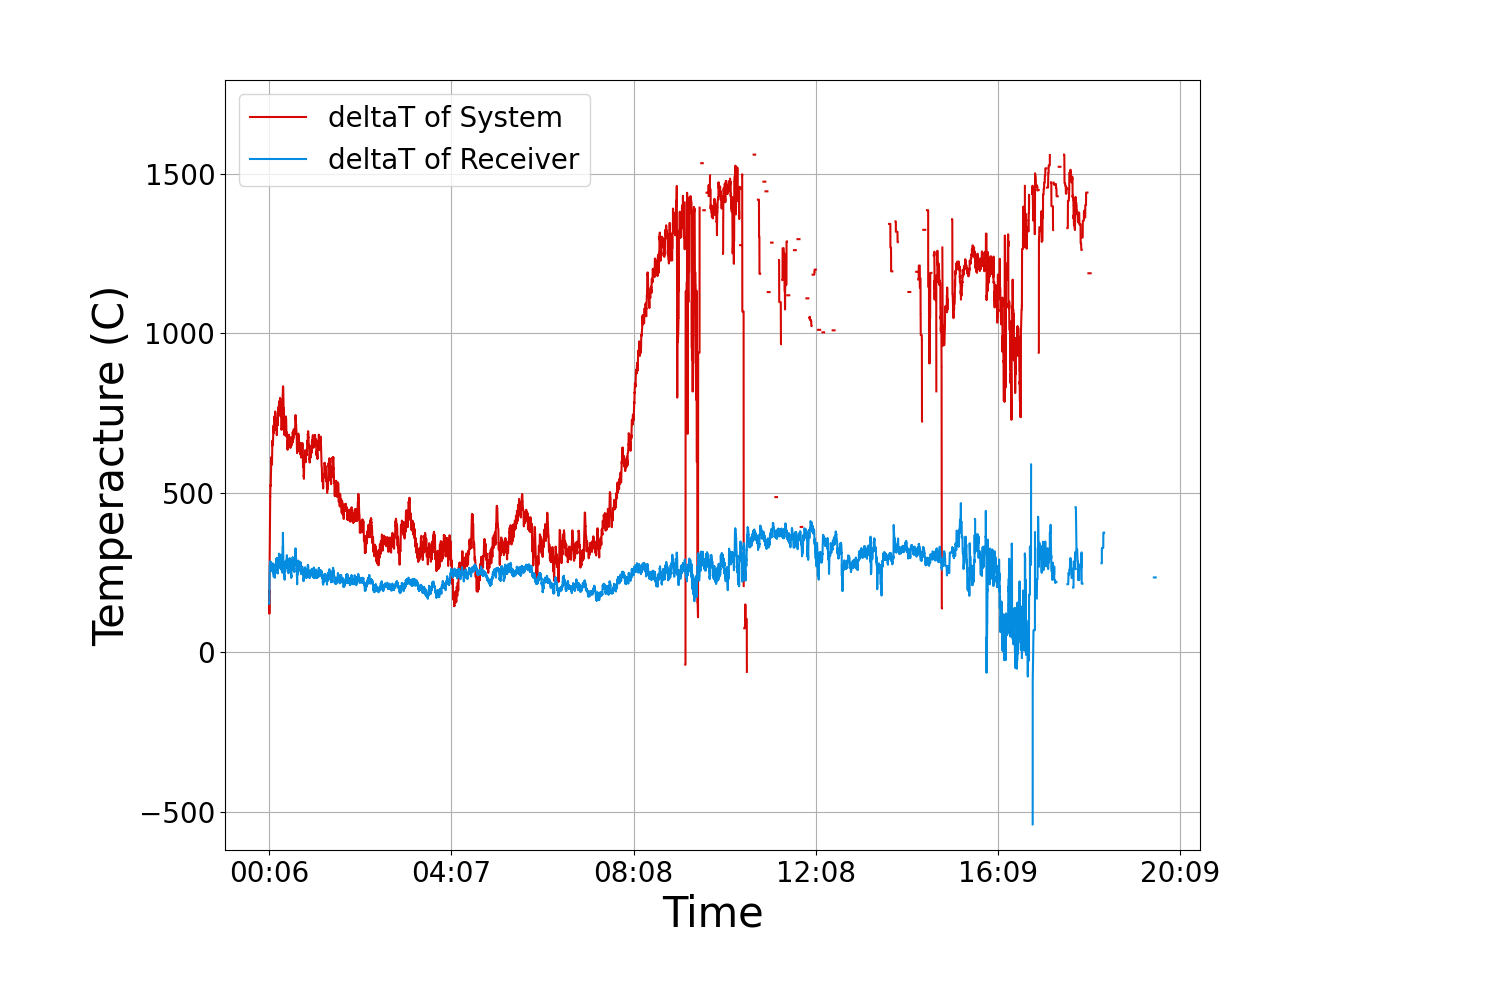 deltaT of System
deltaT of Receiver
1500
1000
500
0
−500
Temperacture (C)
00:06 04:07 08:08 12:08 16:09 20:09
Time